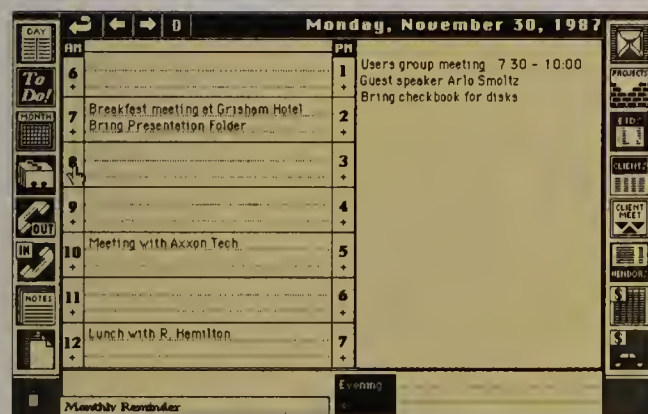 DAY
To Do!
MONTH
OUT
IN
NOTES
D
Monday, November 30, 1987
AM
6
+
7
+
Breakfast meeting at Grisham Hotel
Bring Presentation Folder
8
9
+
10
+
Meeting with Axxon Tech
11
+
12
+
Lunch with R. Hamilton
PM
1
+
2
+
3
+
4
+
5
+
6
+
7
+
Users group meeting 7 30 - 10:00
Guest speaker Arlo Smoltz
Bring checkbook for disks
Evening
Monthly Reminder
PROJECTS
CLIENTS
CLIENT MEET
1
VENDORS
$
$